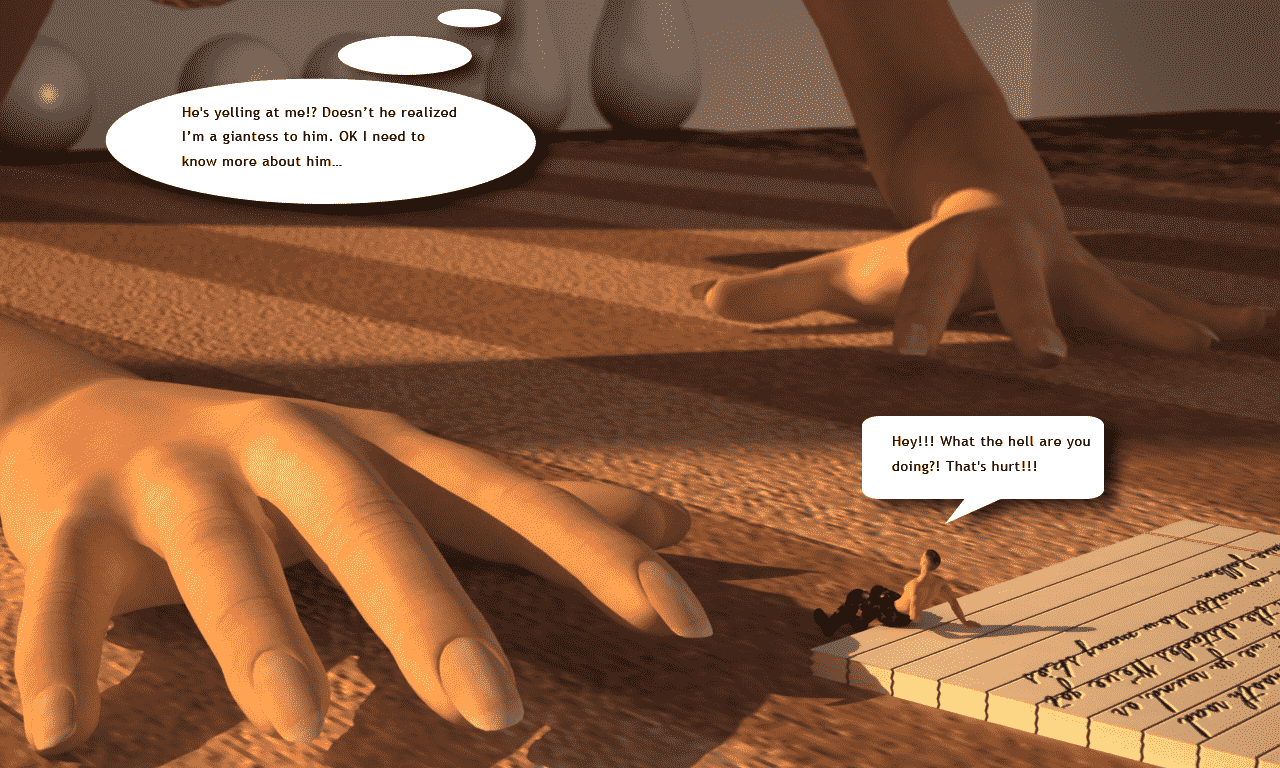 He's yelling at me!? Doesn't he realized
I'm a giantess to him. OK I need to
know more about him...
Hey!!! What the hell are you
doing?! That's hurt!!!